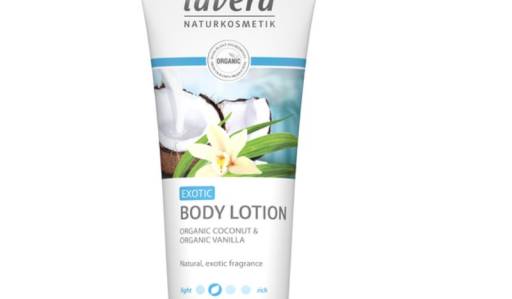 lavera
NATURKOSMETIK
ORGANIC
EXOTIC
BODY LOTION
ORGANIC COCONUT &
ORGANIC VANILLA
Natural, exotic fragrance
light rich